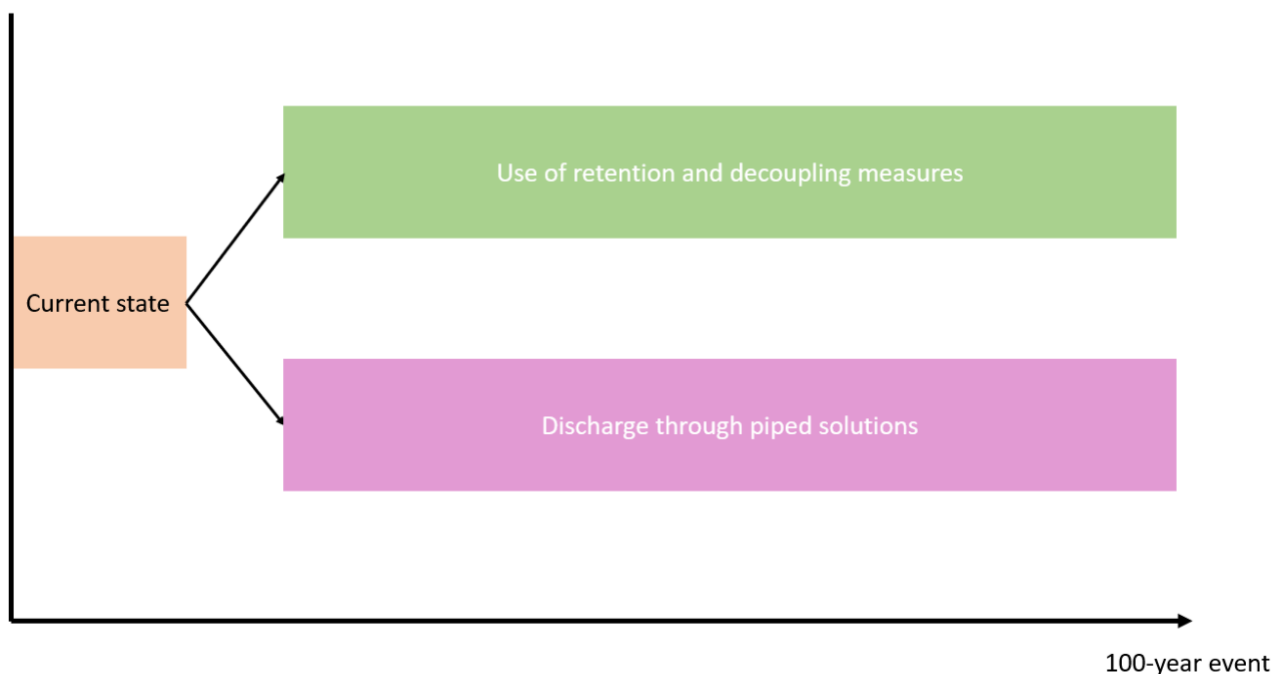 Use of retention and decoupling measures
Current state
Discharge through piped solutions
100-year event